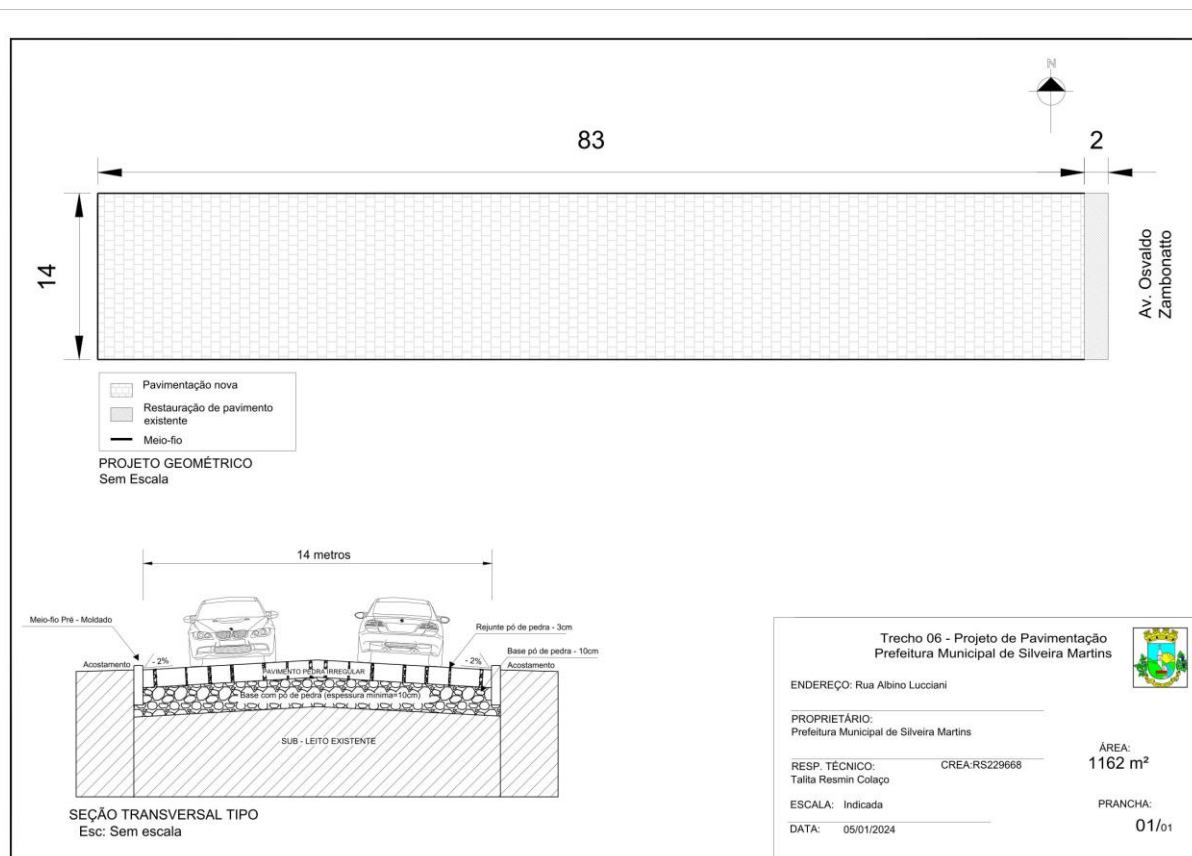 N
83
2
14
Av. Osvaldo
Zambonatto
Pavimentação nova
Restauração de pavimento
existente
Meio-fio
PROJETO GEOMÉTRICO
Sem Escala
14 metros
Meio-fio Pré - Moldado
Rejunte pó de pedra - 3cm
Base pó de pedra - 10cm
Acostamento
- 2%
- 2%
Acostamento
PAVIMENTO PEDRA IRREGULAR
Base com pó de pedra (espessura mínima=10cm)
SUB - LEITO EXISTENTE
SEÇÃO TRANSVERSAL TIPO
Esc: Sem escala
Trecho 06 - Projeto de Pavimentação
Prefeitura Municipal de Silveira Martins
ENDEREÇO: Rua Albino Lucciani
PROPRIETÁRIO:
Prefeitura Municipal de Silveira Martins
ÁREA:
1162 m²
RESP. TÉCNICO: CREA:RS229668
Talita Resmin Colaço
ESCALA: Indicada
PRANCHA:
01/01
DATA: 05/01/2024